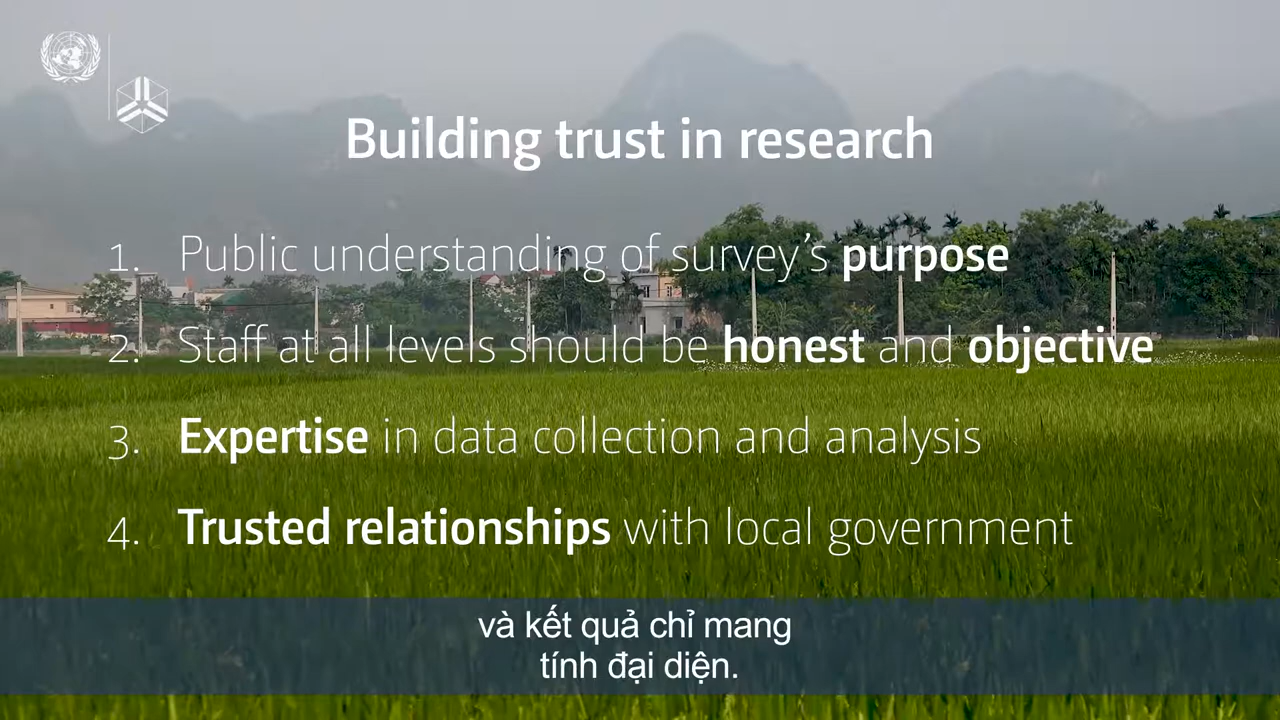 Building trust in research
1. Public understanding of survey's purpose
2. Staff at all levels should be honest and objective
3. Expertise in data collection and analysis
4. Trusted relationships with local government
và kết quả chỉ mang
tính đại diện.